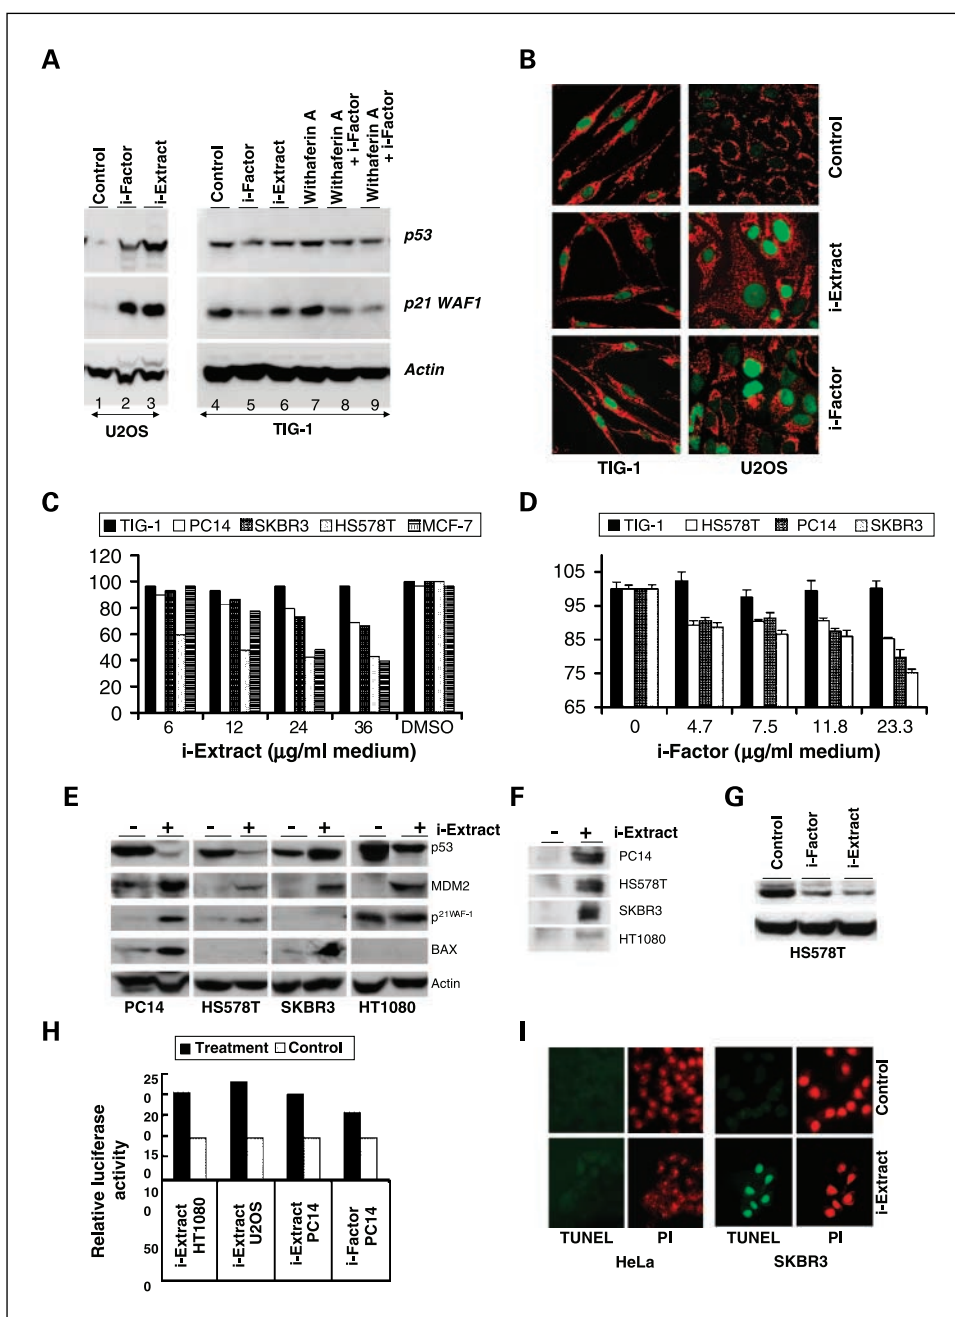 A
Control
i-Factor
i-Extract
Control
i-Factor
i-Extract
Withaferin A
Withaferin A
+ i-Factor
Withaferin A
+ i-Factor
p53
p21 WAF1
Actin
1 2 3 4 5 6 7 8 9
U2OS TIG-1
B
Control
i-Extract
i-Factor
TIG-1 U2OS
C
TIG-1 PC14 SKBR3 HS578T MCF-7
120
100
80
60
40
20
0
6 12 24 36 DMSO
i-Extract (μg/ml medium)
D
TIG-1 HS578T PC14 SKBR3
105
95
85
75
65
0 4.7 7.5 11.8 23.3
i-Factor (μg/ml medium)
E
- + - + - + - + i-Extract
p53
MDM2
p21WAF-1
BAX
Actin
PC14 HS578T SKBR3 HT1080
F
- + i-Extract
PC14
HS578T
SKBR3
HT1080
G
Control
i-Factor
i-Extract
HS578T
H
Treatment Control
Relative luciferase
activity
25
20
0
15
10
0
50
0
i-Extract
HT1080
i-Extract
U2OS
i-Extract
PC14
i-Factor
PC14
I
Control
i-Extract
TUNEL PI TUNEL PI
HeLa SKBR3